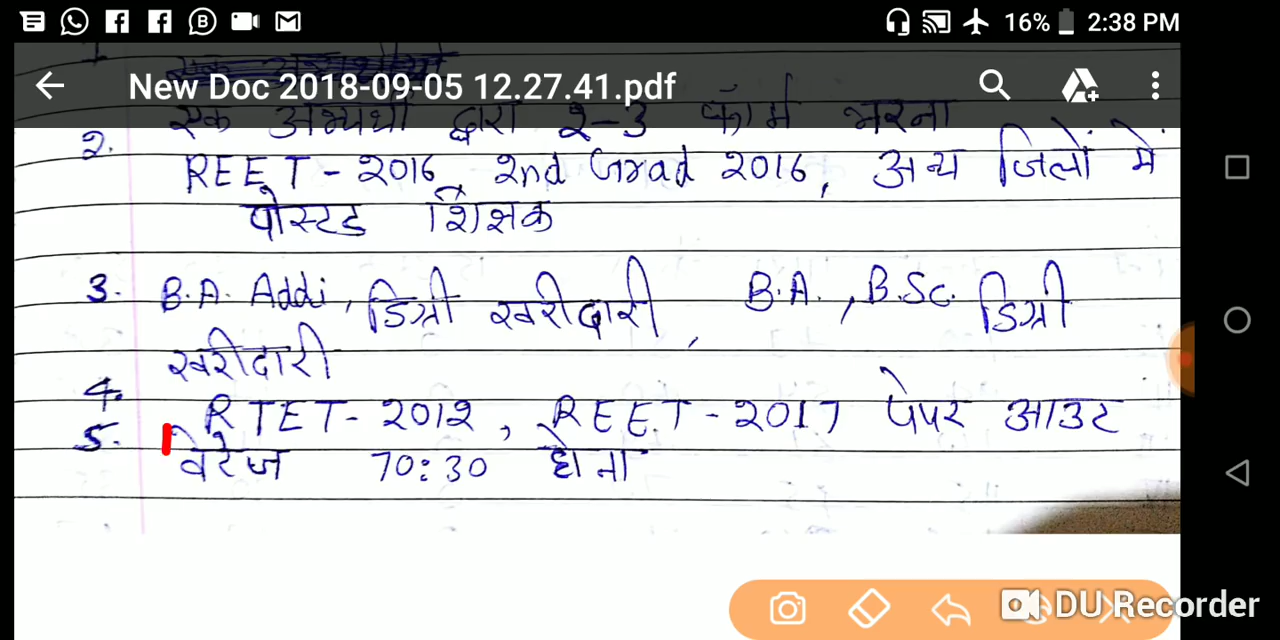 16% 2:38 PM
New Doc 2018-09-05 12.27.41.pdf
1
एक अभ्यर्थी द्वारा 2-3 फॉर्म भरना
2. REET - 2016 2nd Grad 2016, अन्य जिलों में
पोस्टेड शिक्षक
3. B.A. Addi, डिग्री खरीदारी, B.A., B.Sc. डिग्री
खरीदारी
4. RTET - 2012, REET - 2017 पेपर आउट
5. वेटेज 70:30 होना
DU Recorder